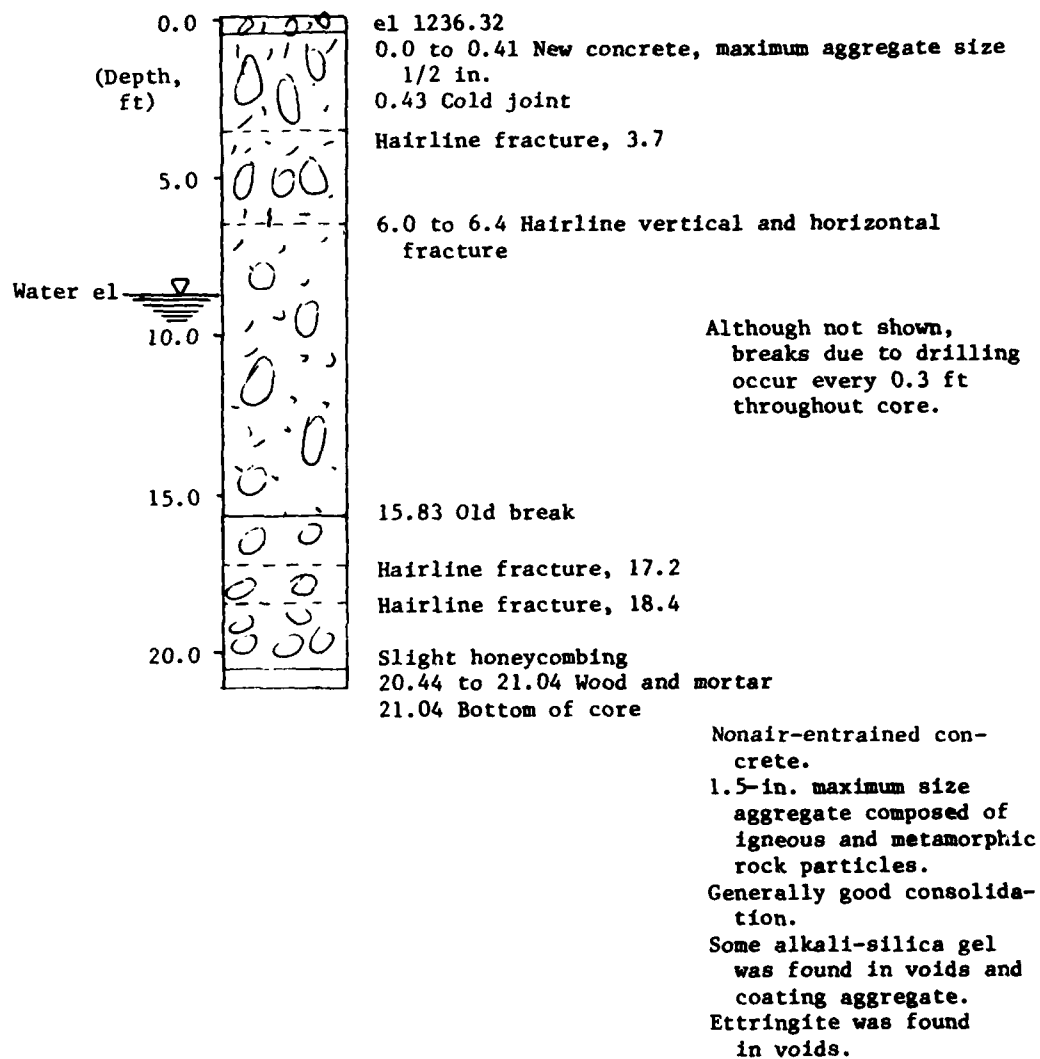 0.0
el 1236.32
0.0 to 0.41 New concrete, maximum aggregate size
1/2 in.
(Depth,
ft)
0.43 Cold joint
Hairline fracture, 3.7
5.0
6.0 to 6.4 Hairline vertical and horizontal
fracture
Water el
10.0
Although not shown,
breaks due to drilling
occur every 0.3 ft
throughout core.
15.0
15.83 Old break
Hairline fracture, 17.2
Hairline fracture, 18.4
20.0
Slight honeycombing
20.44 to 21.04 Wood and mortar
21.04 Bottom of core
Nonair-entrained con-
crete.
1.5-in. maximum size
aggregate composed of
igneous and metamorphic
rock particles.
Generally good consolida-
tion.
Some alkali-silica gel
was found in voids and
coating aggregate.
Ettringite was found
in voids.